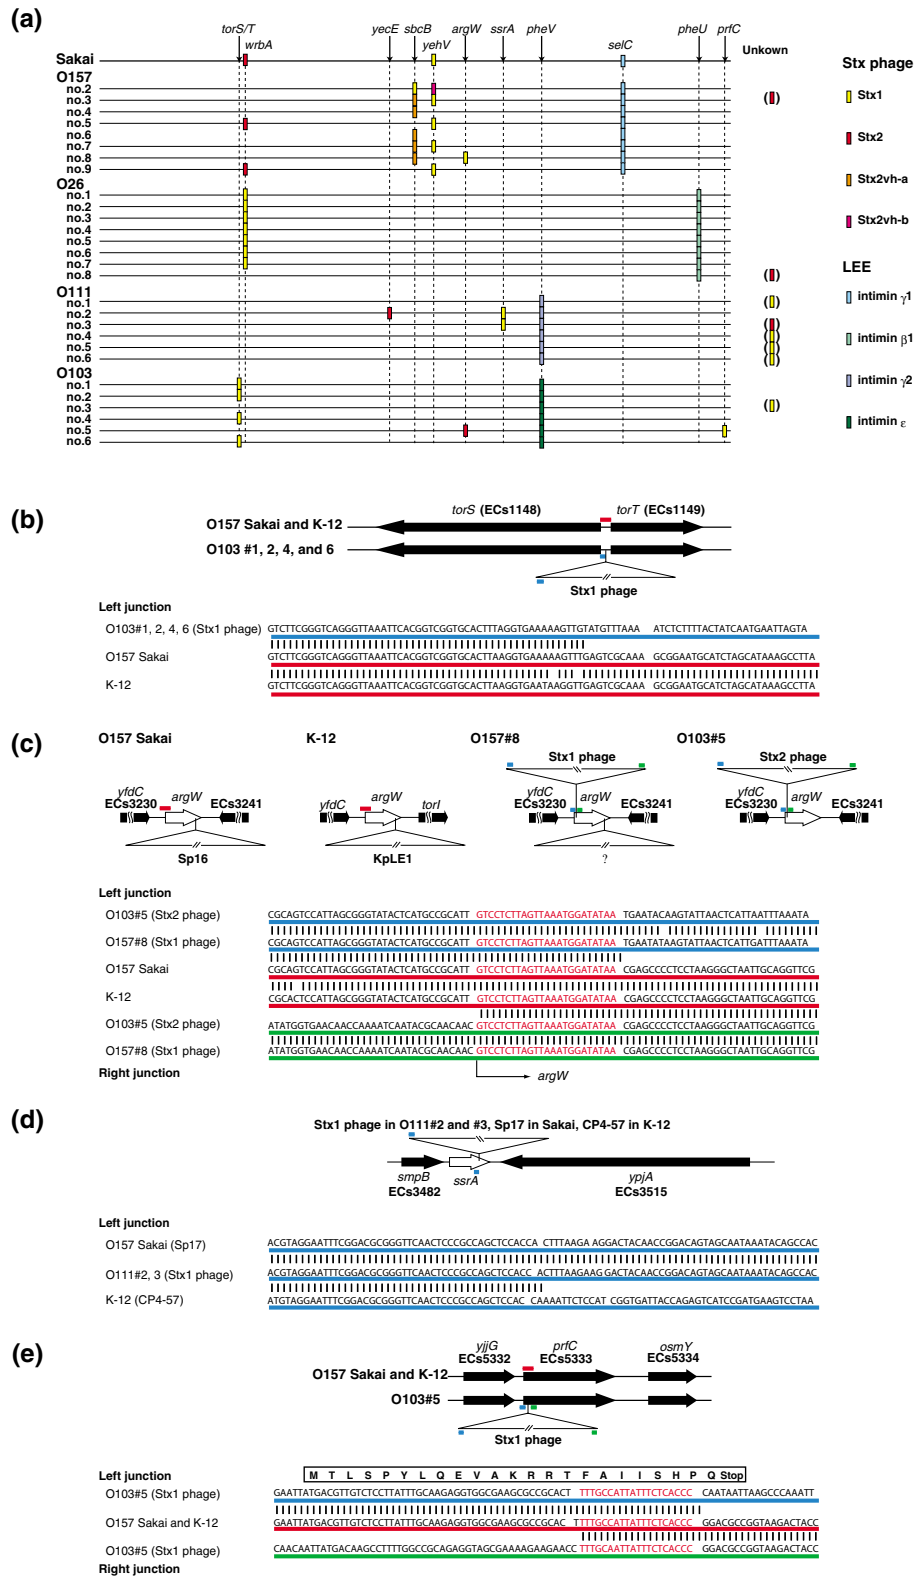 (a)
torS/T wrbA yecE sbcB yehV argW ssrA pheV selC pheU prfC
Unkown
Sakai
O157
no.2
no.3
no.4
no.5
no.6
no.7
no.8
no.9
O26
no.1
no.2
no.3
no.4
no.5
no.6
no.7
no.8
O111
no.1
no.2
no.3
no.4
no.5
no.6
O103
no.1
no.2
no.3
no.4
no.5
no.6
Stx phage
Stx1
Stx2
Stx2vh-a
Stx2vh-b
LEE
intimin γ1
intimin β1
intimin γ2
intimin ε
(b)
torS (ECs1148) torT (ECs1149)
O157 Sakai and K-12
O103 #1, 2, 4, and 6
Stx1 phage
Left junction
O103#1, 2, 4, 6 (Stx1 phage) GTCTTCGGGTCAGGGTTAAATTCACGGTCGGTGCACTTTAGGTGAAAAAGTTGTATGTTTAAA ATCTCTTTTACTATCAATGAATTAGTA
O157 Sakai GTCTTCGGGTCAGGGTTAAATTCACGGTCGGTGCACTTAAGGTGAAAAAGTTTGAGTCGCAAA GCGGAATGCATCTAGCATAAAGCCTTA
K-12 GTCTTCGGGTCAGGGTTAAATTCACGGTCGGTGCACTTAAGGTGAATAAGGTTGAGTCGCAAA GCGGAATGCATCTAGCATAAAGCCTTA
(c)
O157 Sakai K-12 O157#8 O103#5
Stx1 phage Stx2 phage
yfdC ECs3230 argW ECs3241
Sp16
yfdC argW torI
KpLE1
yfdC ECs3230 argW ECs3241
?
yfdC ECs3230 argW ECs3241
Left junction
O103#5 (Stx2 phage) CGCAGTCCATTAGCGGGTATACTCATGCCGCATT GTCCTCTTAGTTAAATGGATATAA TGAATACAAGTATTAACTCATTAATTTAAATA
O157#8 (Stx1 phage) CGCAGTCCATTAGCGGGTATACTCATGCCGCATT GTCCTCTTAGTTAAATGGATATAA TGAATATAAGTATTAACTCATTGATTTAAATA
O157 Sakai CGCAGTCCATTAGCGGGTATACTCATGCCGCATT GTCCTCTTAGTTAAATGGATATAA CGAGCCCCTCCTAAGGGCTAATTGCAGGTTCG
K-12 CGCACTCCATTAGCGGGTATACTCATGCCGCATT GTCCTCTTAGTTAAATGGATATAA CGAGCCCCTCCTAAGGGCTAATTGCAGGTTCG
O103#5 (Stx2 phage) ATATGGTGAACAACCAAAATCAATACGCAACAAC GTCCTCTTAGTTAAATGGATATAA CGAGCCCCTCCTAAGGGCTAATTGCAGGTTCG
O157#8 (Stx1 phage) ATATGGTGAACAACCAAAATCAATACGCAACAAC GTCCTCTTAGTTAAATGGATATAA CGAGCCCCTCCTAAGGGCTAATTGCAGGTTCG
Right junction
argW
(d)
Stx1 phage in O111#2 and #3, Sp17 in Sakai, CP4-57 in K-12
smpB ssrA ypjA
ECs3482 ECs3515
Left junction
O157 Sakai (Sp17) ACGTAGGAATTTCGGACGCGGGTTCAACTCCCGCCAGCTCCACCA CTTTAAGA AGGACTACAACCGGACAGTAGCAATAAATACAGCCAC
O111#2, 3 (Stx1 phage) ACGTAGGAATTTCGGACGCGGGTTCAACTCCCGCCAGCTCCACC ACTTTAAGAAG GACTACAACCGGACAGTAGCAATAAATACAGCCAC
K-12 (CP4-57) ATGTAGGAATTTCGGACGCGGGTTCAACTCCCGCCAGCTCCAC CAAAATTCTCCAT CGGTGATTACCAGAGTCATCCGATGAAGTCCTAA
(e)
yjjG prfC osmY
ECs5332 ECs5333 ECs5334
O157 Sakai and K-12
O103#5
Stx1 phage
Left junction
M T L S P Y L Q E V A K R R T F A I I S H P Q Stop
O103#5 (Stx1 phage) GAATTATGACGTTGTCTCCTTATTTGCAAGAGGTGGCGAAGCGCCGCACT TTTGCCATTATTTCTCACCC CAATAATTAAGCCCAAATT
O157 Sakai and K-12 GAATTATGACGTTGTCTCCTTATTTGCAAGAGGTGGCGAAGCGCCGCAC T TTTGCCATTATTTCTCACCC GGACGCCGGTAAGACTACC
O103#5 (Stx1 phage) CAACAATTATGACAAGCCTTTTGGCCGCAGAGGTAGCGAAAAGAAGAACC TTTGCAATTATTTCTCACCC GGACGCCGGTAAGACTACC
Right junction